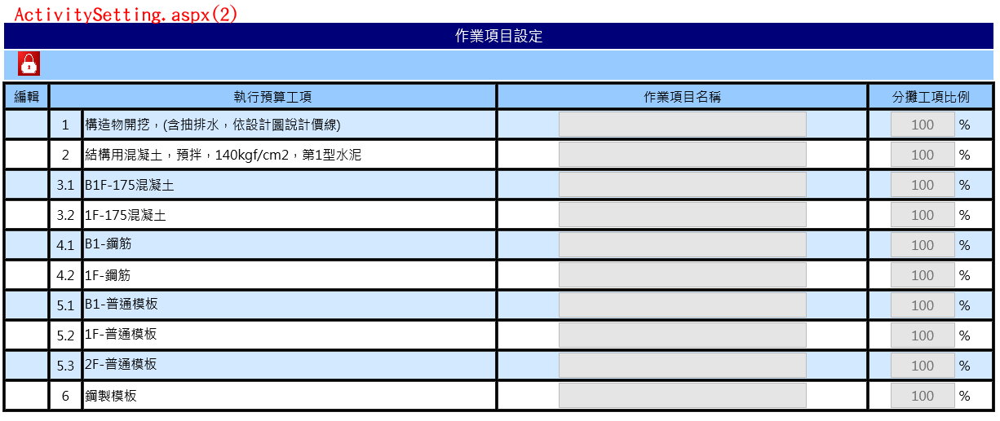 ActivitySetting.aspx(2)
作業項目設定
編輯 執行預算工項 作業項目名稱 分攤工項比例
1 構造物開挖，(含抽排水，依設計圖說計價線) 100 %
2 結構用混凝土，預拌，140kgf/cm2，第1型水泥 100 %
3.1 B1F-175混凝土 100 %
3.2 1F-175混凝土 100 %
4.1 B1-鋼筋 100 %
4.2 1F-鋼筋 100 %
5.1 B1-普通模板 100 %
5.2 1F-普通模板 100 %
5.3 2F-普通模板 100 %
6 鋼製模板 100 %